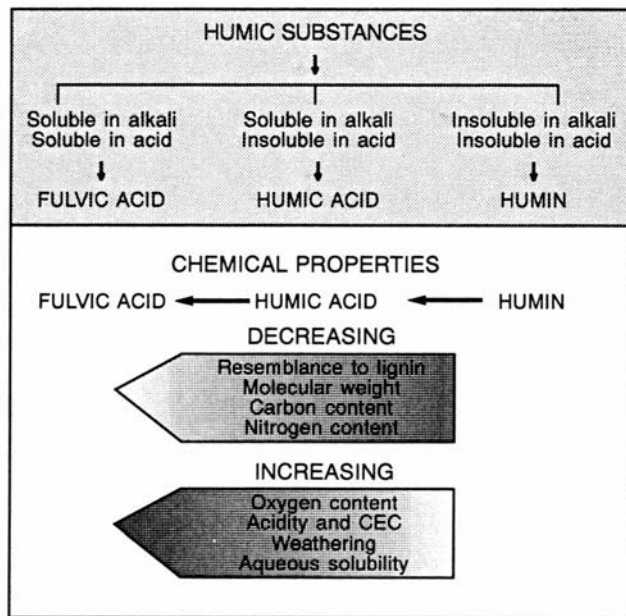 HUMIC SUBSTANCES
Soluble in alkali Soluble in alkali Insoluble in alkali
Soluble in acid Insoluble in acid Insoluble in acid
FULVIC ACID HUMIC ACID HUMIN
CHEMICAL PROPERTIES
FULVIC ACID HUMIC ACID HUMIN
DECREASING
Resemblance to lignin
Molecular weight
Carbon content
Nitrogen content
INCREASING
Oxygen content
Acidity and CEC
Weathering
Aqueous solubility